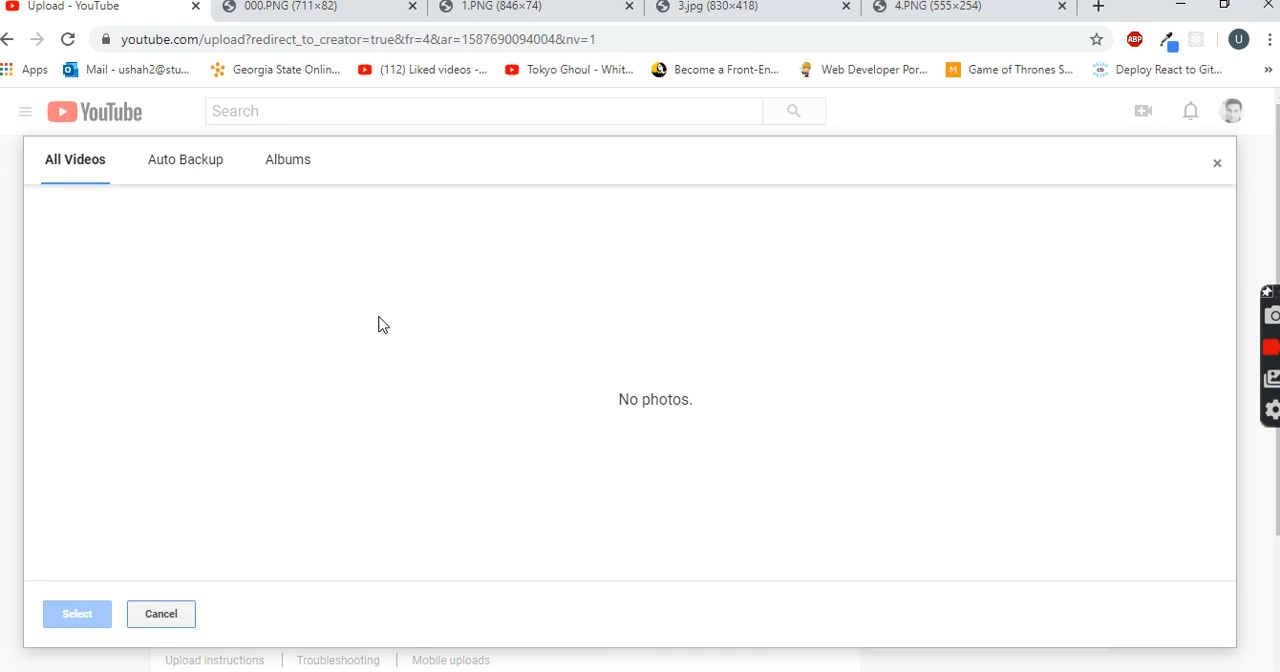 Upload - YouTube
000.PNG (711×82)
1.PNG (846×74)
3.jpg (830×418)
4.PNG (555×254)
youtube.com/upload?redirect_to_creator=true&fr=4&ar=1587690094004&nv=1
ABP
U
Apps
Mail - ushah2@stu...
Georgia State Onlin...
(112) Liked videos -...
Tokyo Ghoul - Whit...
Become a Front-En...
Web Developer Por...
M
Game of Thrones S...
Deploy React to Git...
»
YouTube
Search
All Videos
Auto Backup
Albums
No photos.
Select
Cancel
Upload instructions
Troubleshooting
Mobile uploads